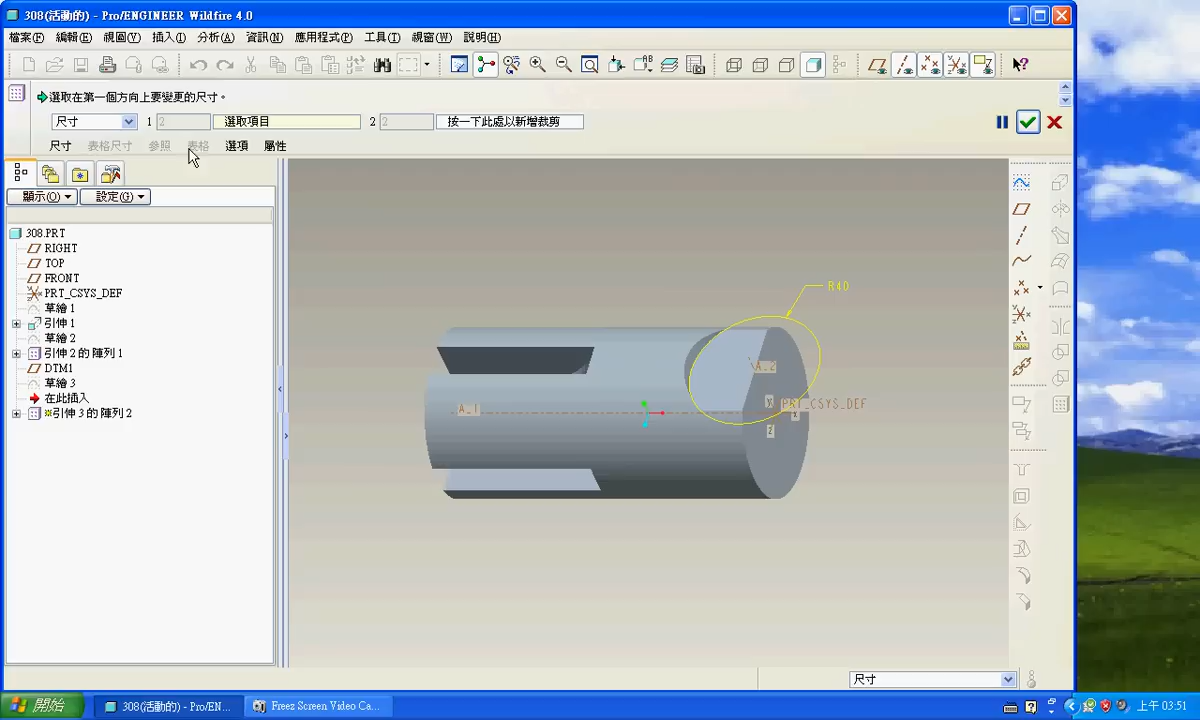 308(活動的) - Pro/ENGINEER Wildfire 4.0
檔案(F) 編輯(E) 視圖(V) 插入(I) 分析(A) 資訊(N) 應用程式(P) 工具(T) 視窗(W) 說明(H)
選取在第一個方向上要變更的尺寸。
尺寸 1 2 選取項目 2 2 按一下此處以新增裁剪
尺寸 表格尺寸 參照 表格 選項 屬性
顯示(O) 設定(G)
308.PRT
RIGHT
TOP
FRONT
PRT_CSYS_DEF
草繪 1
引伸 1
草繪 2
引伸 2 的 陣列 1
DTM1
草繪 3
在此插入
引伸 3 的 陣列 2
R40
A_2
A_1
X PRT_CSYS_DEF
X
Z
尺寸
開始
308(活動的) - Pro/EN...
Freez Screen Video Ca...
上午 03:51